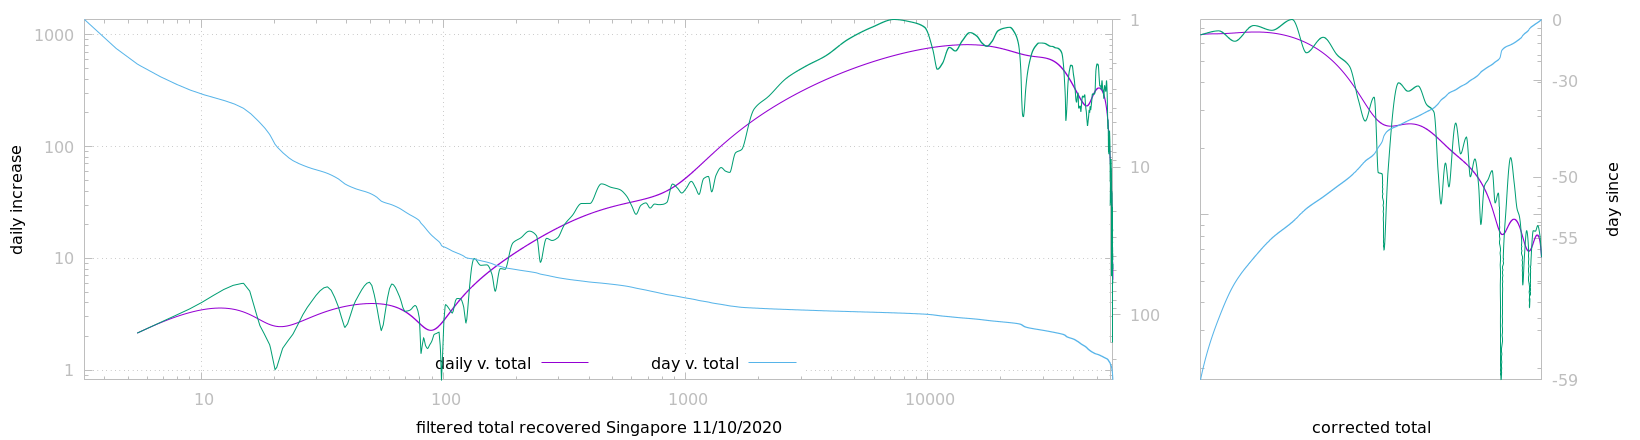 1000
100
10
1
daily increase
10
100
1000
10000
filtered total recovered Singapore 11/10/2020
daily v. total
day v. total
1
10
100
0
-30
-50
-55
-59
day since
corrected total